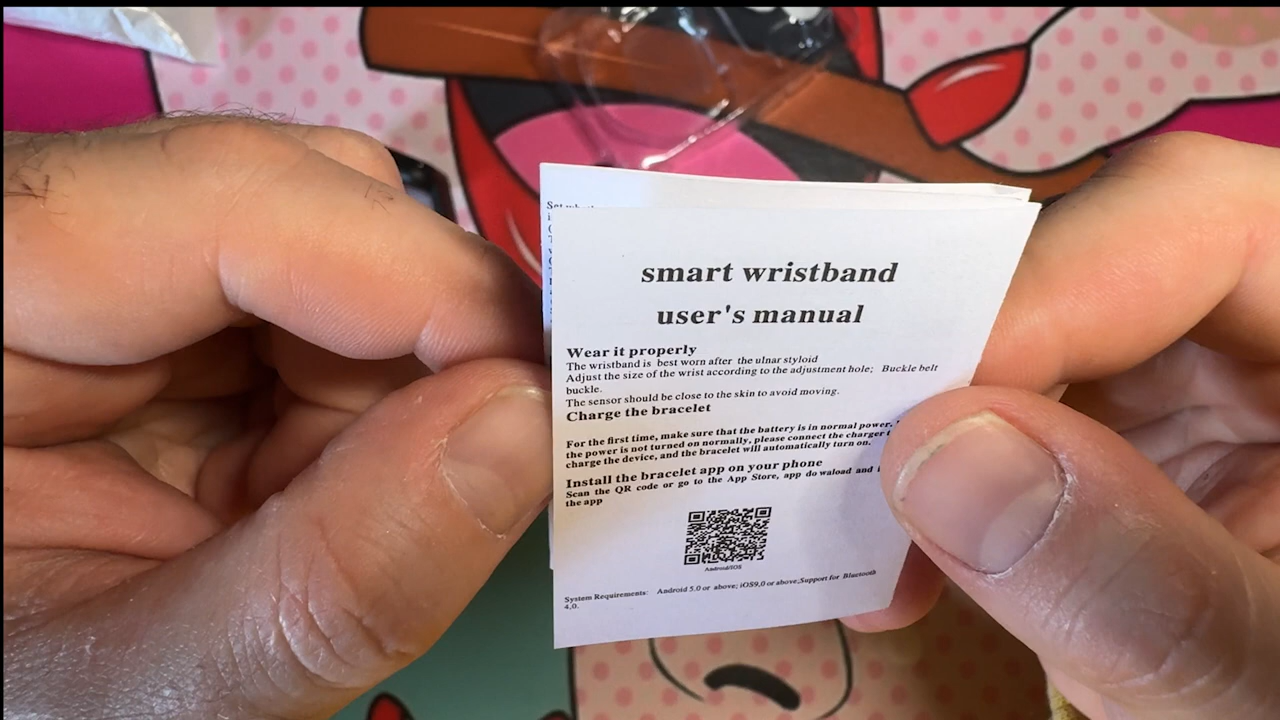 smart wristband
user's manual
Wear it properly
The wristband is best worn after the ulnar styloid
Adjust the size of the wrist according to the adjustment hole; Buckle belt
buckle.
The sensor should be close to the skin to avoid moving.
Charge the bracelet
For the first time, make sure that the battery is in normal power.
the power is not turned on normally, please connect the charger
charge the device, and the bracelet will automatically turn on.
Install the bracelet app on your phone
Scan the QR code or go to the App Store, app do waload and
the app
Android/IOS
System Requirements: Android 5.0 or above; iOS9,0 or above,Support for Bluetooth
4,0.